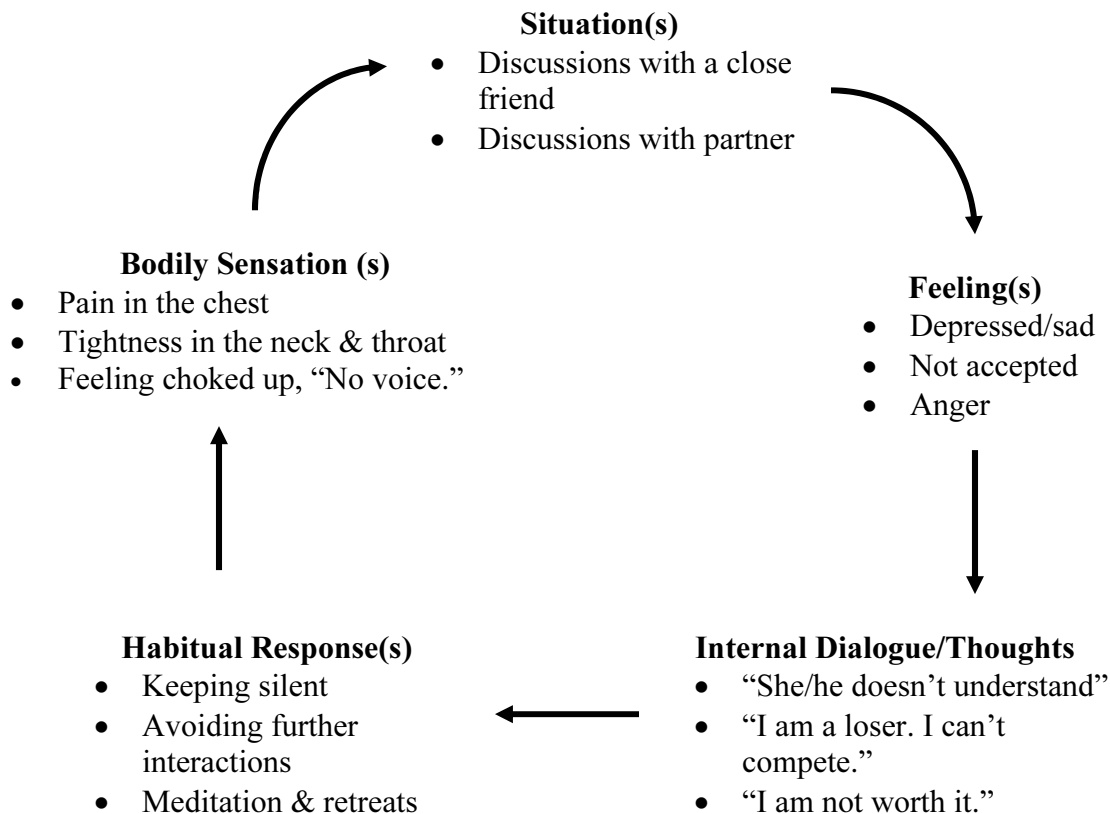 Situation(s)
• Discussions with a close
friend
• Discussions with partner
Feeling(s)
• Depressed/sad
• Not accepted
• Anger
Internal Dialogue/Thoughts
• “She/he doesn’t understand”
• “I am a loser. I can’t
compete.”
• “I am not worth it.”
Habitual Response(s)
• Keeping silent
• Avoiding further
interactions
• Meditation & retreats
Bodily Sensation (s)
• Pain in the chest
• Tightness in the neck & throat
• Feeling choked up, “No voice.”